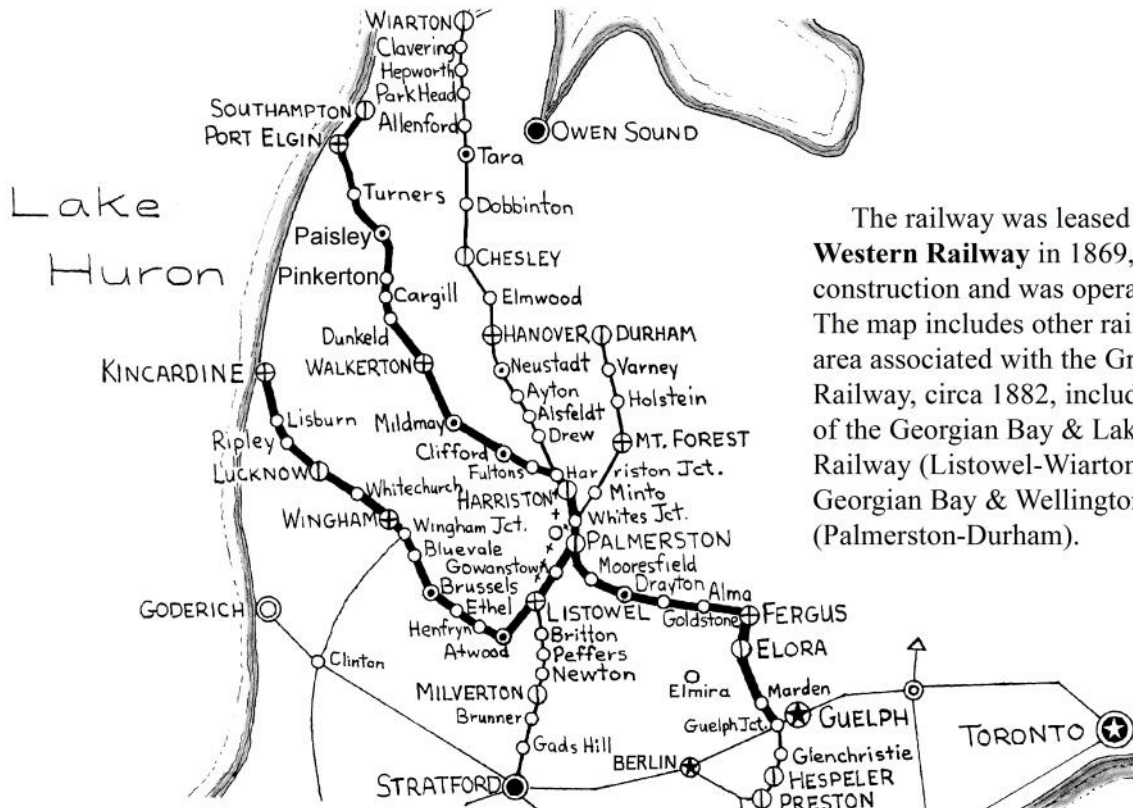 WIARTON
Clavering
Hepworth
Park Head
SOUTHAMPTON
Allenford
PORT ELGIN
OWEN SOUND
Tara
Lake
Huron
Turners
Dobbinton
Paisley
CHESLEY
Pinkerton
Cargill
Elmwood
Dunkeld
HANOVER
DURHAM
WALKERTON
KINCARDINE
Neustadt
Varney
Ayton
Holstein
Alsfeldt
Lisburn
Mildmay
Drew
Ripley
Clifford
MT. FOREST
LUCKNOW
Fultons
Harriston Jct.
Whitechurch
HARRISTON
Minto
WINGHAM
Whites Jct.
Wingham Jct.
PALMERSTON
Bluevale
Gowanstown
Mooresfield
Brussels
Drayton
Alma
GODERICH
Ethel
LISTOWEL
Goldstone
FERGUS
Henfryn
Britton
Atwood
ELORA
Clinton
Peffers
Newton
Elmira
MILVERTON
Marden
Brunner
Guelph Jct.
GUELPH
TORONTO
Gads Hill
BERLIN
Glenchristie
STRATFORD
HESPELER
PRESTON
The railway was leased
Western Railway in 1869,
construction and was opera
The map includes other rail
area associated with the Gr
Railway, circa 1882, includ
of the Georgian Bay & Lak
Railway (Listowel-Wiarton
Georgian Bay & Wellington
(Palmerston-Durham).